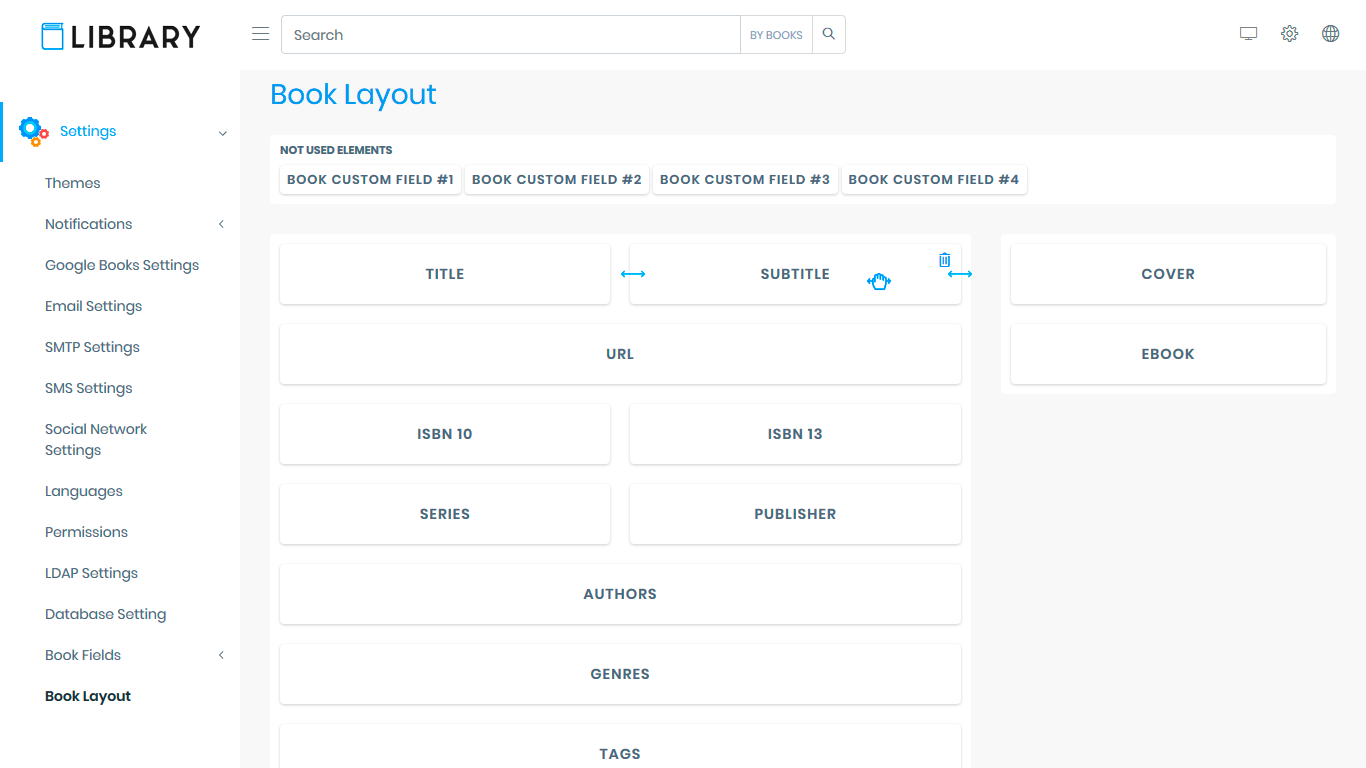 LIBRARY
Search
BY BOOKS
Settings
Themes
Notifications
Google Books Settings
Email Settings
SMTP Settings
SMS Settings
Social Network
Settings
Languages
Permissions
LDAP Settings
Database Setting
Book Fields
Book Layout
Book Layout
NOT USED ELEMENTS
BOOK CUSTOM FIELD #1 BOOK CUSTOM FIELD #2 BOOK CUSTOM FIELD #3 BOOK CUSTOM FIELD #4
TITLE SUBTITLE
URL
ISBN 10 ISBN 13
SERIES PUBLISHER
AUTHORS
GENRES
TAGS
COVER
EBOOK